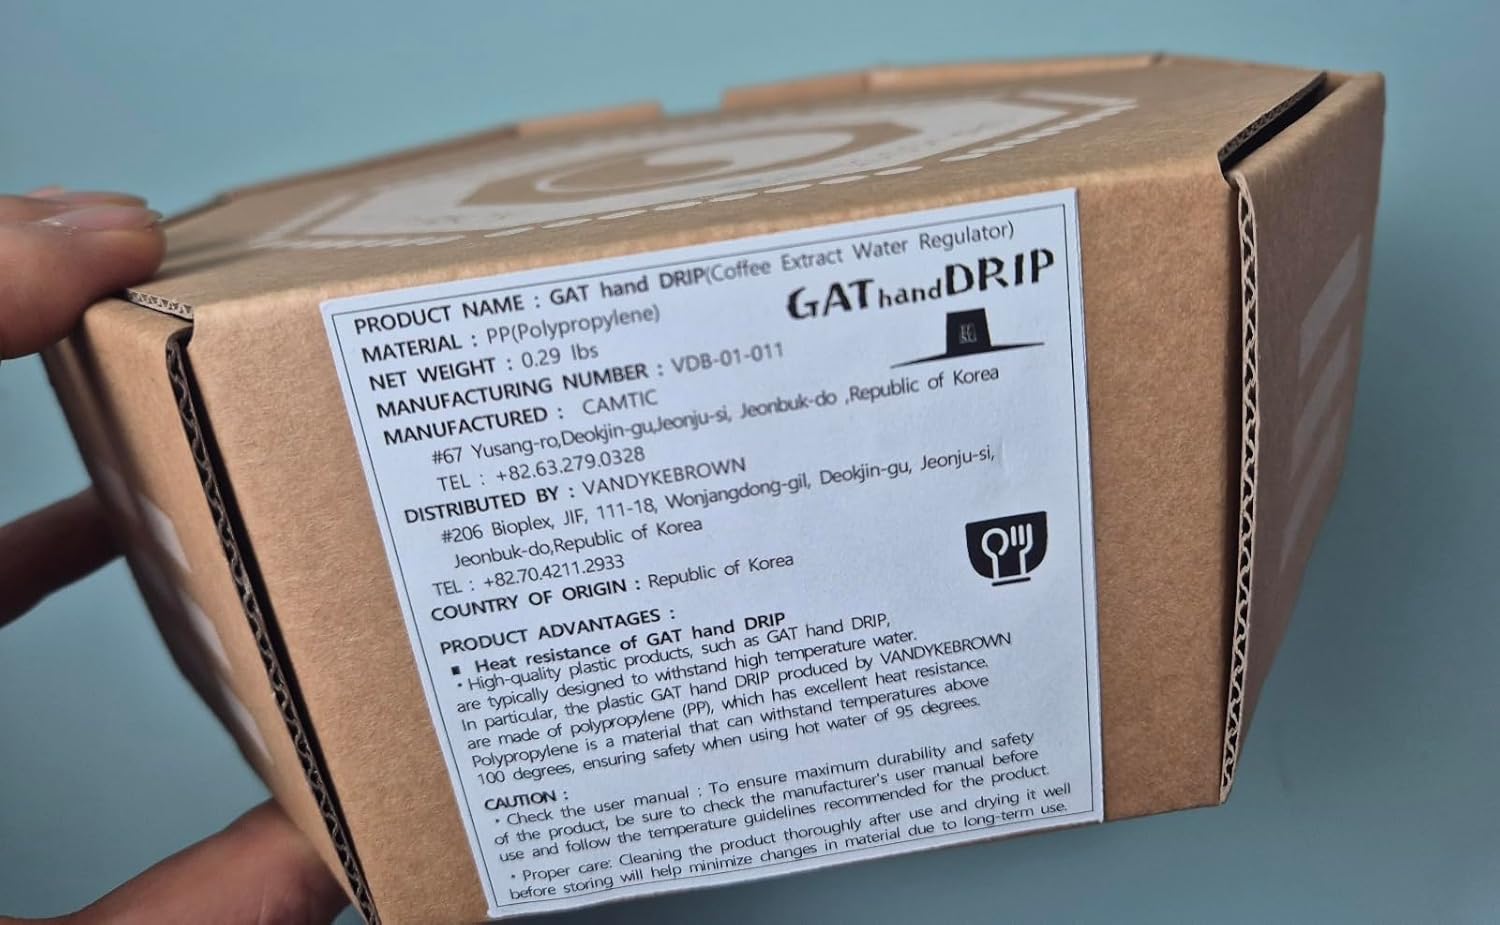 PRODUCT NAME : GAT hand DRIP(Coffee Extract Water Regulator)
MATERIAL : PP(Polypropylene)
GAT hand DRIP
NET WEIGHT : 0.29 lbs
MANUFACTURING NUMBER : VDB-01-011
MANUFACTURED : CAMTIC
#67 Yusang-ro,Deokjin-gu,Jeonju-si, Jeonbuk-do ,Republic of Korea
TEL : +82.63.279.0328
DISTRIBUTED BY : VANDYKEBROWN
#206 Bioplex, JIF, 111-18, Wonjangdong-gil, Deokjin-gu, Jeonju-si,
Jeonbuk-do,Republic of Korea
TEL : +82.70.4211.2933
COUNTRY OF ORIGIN : Republic of Korea
PRODUCT ADVANTAGES :
▪ Heat resistance of GAT hand DRIP
• High-quality plastic products, such as GAT hand DRIP,
are typically designed to withstand high temperature water.
In particular, the plastic GAT hand DRIP produced by VANDYKEBROWN
are made of polypropylene (PP), which has excellent heat resistance.
Polypropylene is a material that can withstand temperatures above
100 degrees, ensuring safety when using hot water of 95 degrees.
CAUTION :
• Check the user manual : To ensure maximum durability and safety
of the product, be sure to check the manufacturer's user manual before
use and follow the temperature guidelines recommended for the product.
• Proper care: Cleaning the product thoroughly after use and drying it well
before storing will help minimize changes in material due to long-term use.